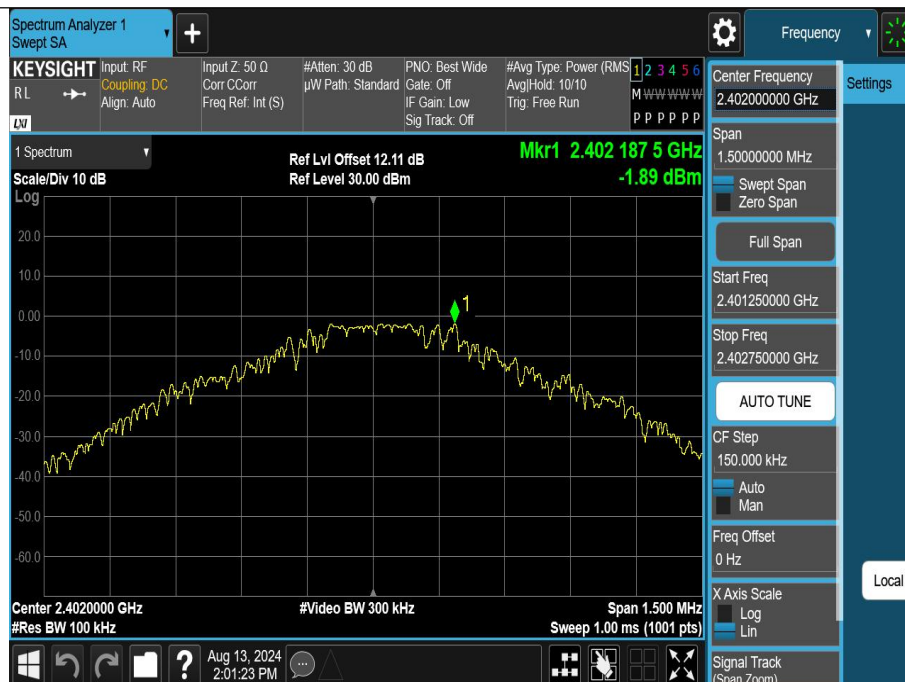 Spectrum Analyzer 1
Swept SA
+
Frequency
KEYSIGHT
RL
LXI
Input: RF
Coupling: DC
Align: Auto
Input Z: 50 Ω
Corr CCorr
Freq Ref: Int (S)
#Atten: 30 dB
µW Path: Standard
PNO: Best Wide
Gate: Off
IF Gain: Low
Sig Track: Off
#Avg Type: Power (RMS
Avg|Hold: 10/10
Trig: Free Run
1 2 3 4 5 6
M W W W W W
P P P P P P
1 Spectrum
Scale/Div 10 dB
Log
Ref Lvl Offset 12.11 dB
Ref Level 30.00 dBm
Mkr1 2.402 187 5 GHz
-1.89 dBm
20.0
10.0
0.00
-10.0
-20.0
-30.0
-40.0
-50.0
-60.0
1
Center 2.4020000 GHz
#Res BW 100 kHz
#Video BW 300 kHz
Span 1.500 MHz
Sweep 1.00 ms (1001 pts)
?
Aug 13, 2024
2:01:23 PM
Center Frequency
2.402000000 GHz
Span
1.50000000 MHz
Swept Span
Zero Span
Full Span
Start Freq
2.401250000 GHz
Stop Freq
2.402750000 GHz
AUTO TUNE
CF Step
150.000 kHz
Auto
Man
Freq Offset
0 Hz
X Axis Scale
Log
Lin
Signal Track
(Span Zoom)
Settings
Local